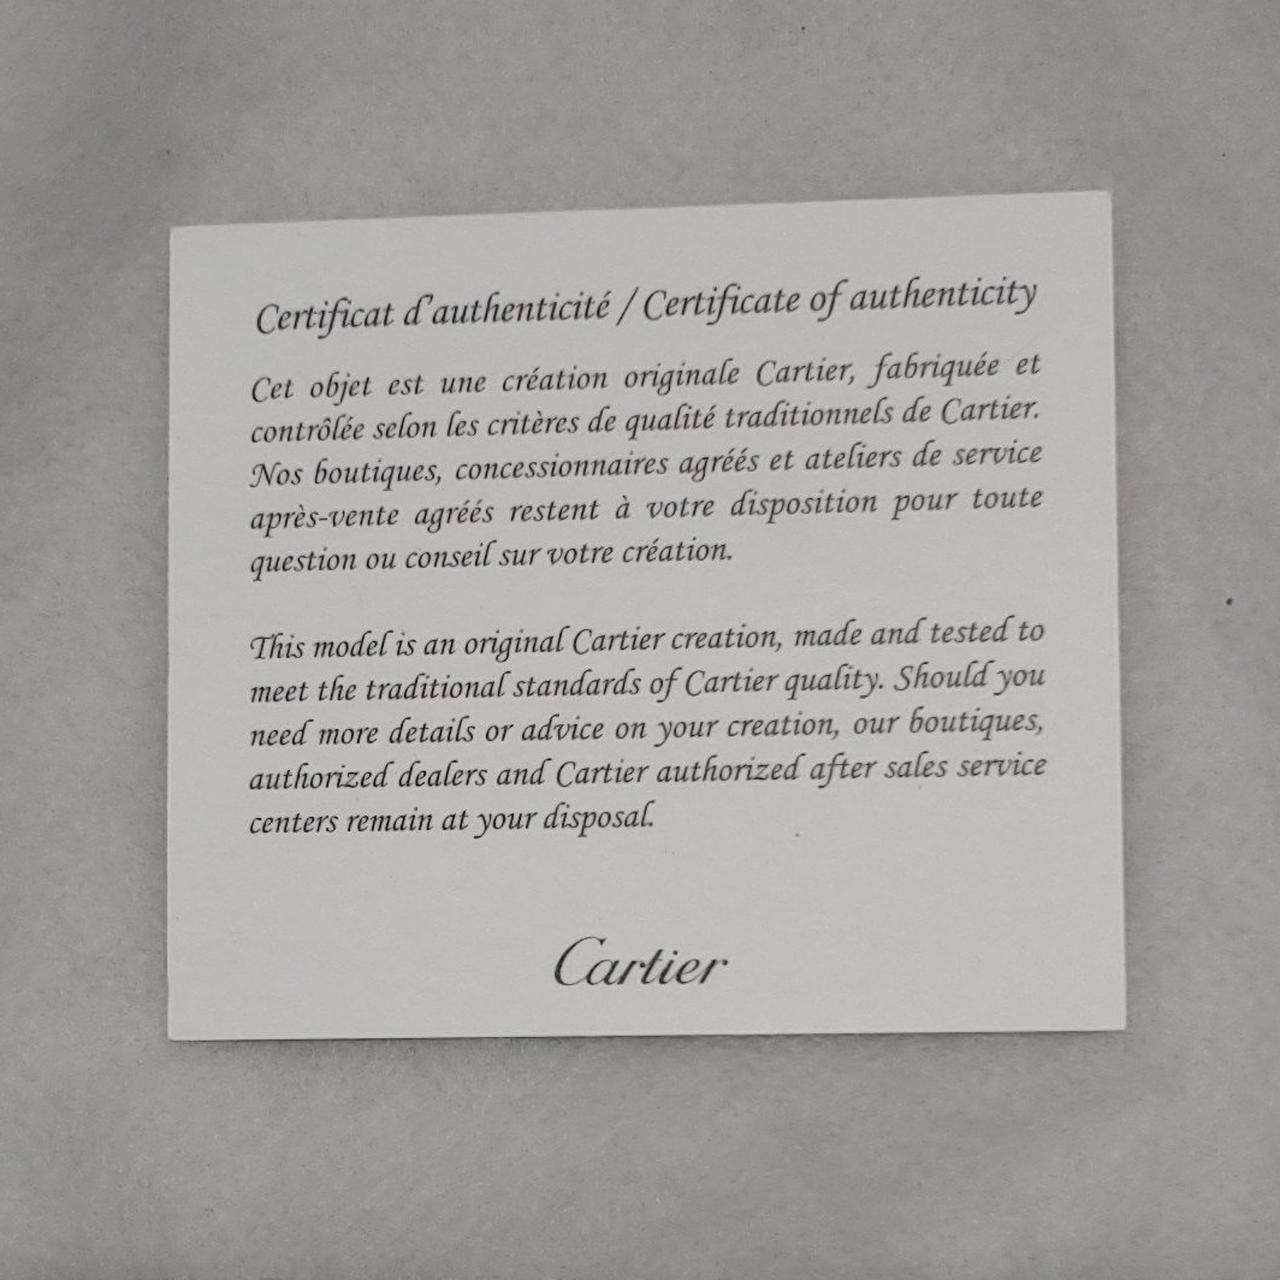 Certificat d'authenticité / Certificate of authenticity
Cet objet est une création originale Cartier, fabriquée et
contrôlée selon les critères de qualité traditionnels de Cartier.
Nos boutiques, concessionnaires agréés et ateliers de service
après-vente agréés restent à votre disposition pour toute
question ou conseil sur votre création.
This model is an original Cartier creation, made and tested to
meet the traditional standards of Cartier quality. Should you
need more details or advice on your creation, our boutiques,
authorized dealers and Cartier authorized after sales service
centers remain at your disposal.
Cartier